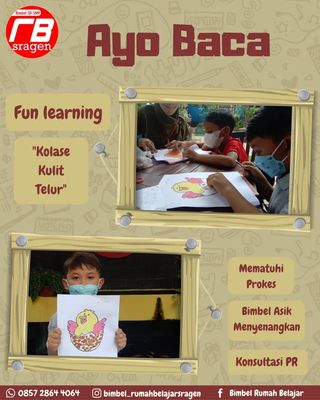 Bimbel SD-SMP
RB
sragen
Ayo Baca
Fun learning
"Kolase
Kulit
Telur"
Mematuhi
Prokes
Bimbel Asik
Menyenangkan
Konsultasi PR
0857 2864 4064
bimbel_rumahbelajarsragen
Bimbel Rumah Belajar